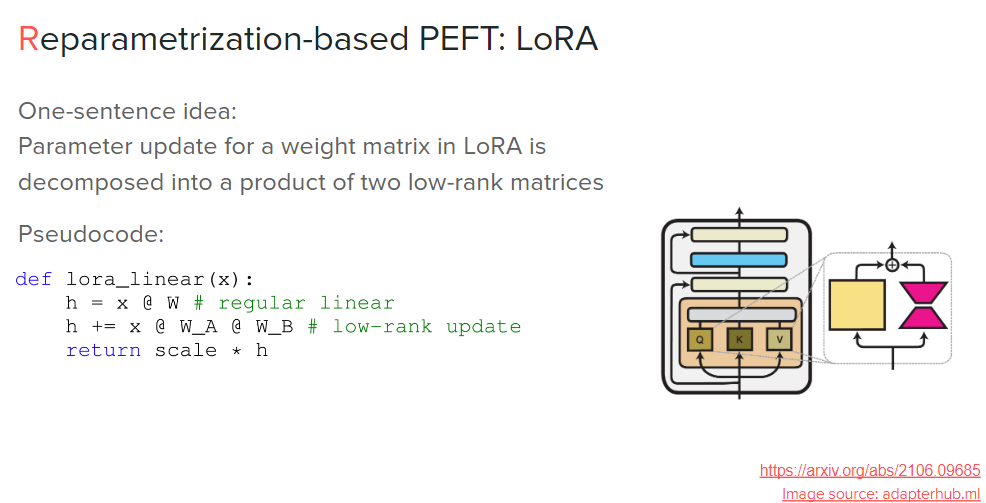 Reparametrization-based PEFT: LoRA
One-sentence idea:
Parameter update for a weight matrix in LoRA is
decomposed into a product of two low-rank matrices
Pseudocode:
def lora_linear(x):
    h = x @ W # regular linear
    h += x @ W_A @ W_B # low-rank update
    return scale * h
Q K V
https://arxiv.org/abs/2106.09685
Image source: adapterhub.ml